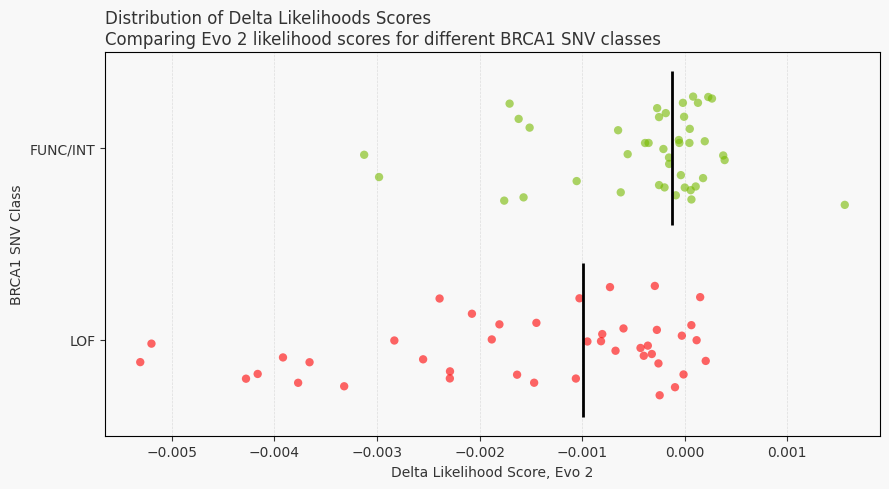 Distribution of Delta Likelihoods Scores
Comparing Evo 2 likelihood scores for different BRCA1 SNV classes
BRCA1 SNV Class
FUNC/INT
LOF
−0.005 −0.004 −0.003 −0.002 −0.001 0.000 0.001
Delta Likelihood Score, Evo 2